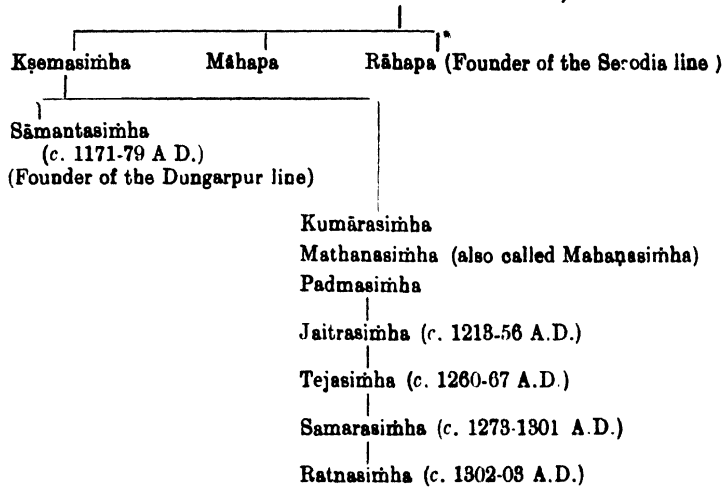 Kṣemasiṁha Māhapa Rāhapa (Founder of the Serodia line )
Sāmantasiṁha
(c. 1171-79 A D.)
(Founder of the Dungarpur line)
Kumārasiṁha
Mathanasiṁha (also called Mahaṇasiṁha)
Padmasiṁha
Jaitrasiṁha (c. 1213-56 A.D.)
Tejasiṁha (c. 1260-67 A.D.)
Samarasiṁha (c. 1273-1301 A.D.)
Ratnasiṁha (c. 1302-03 A.D.)